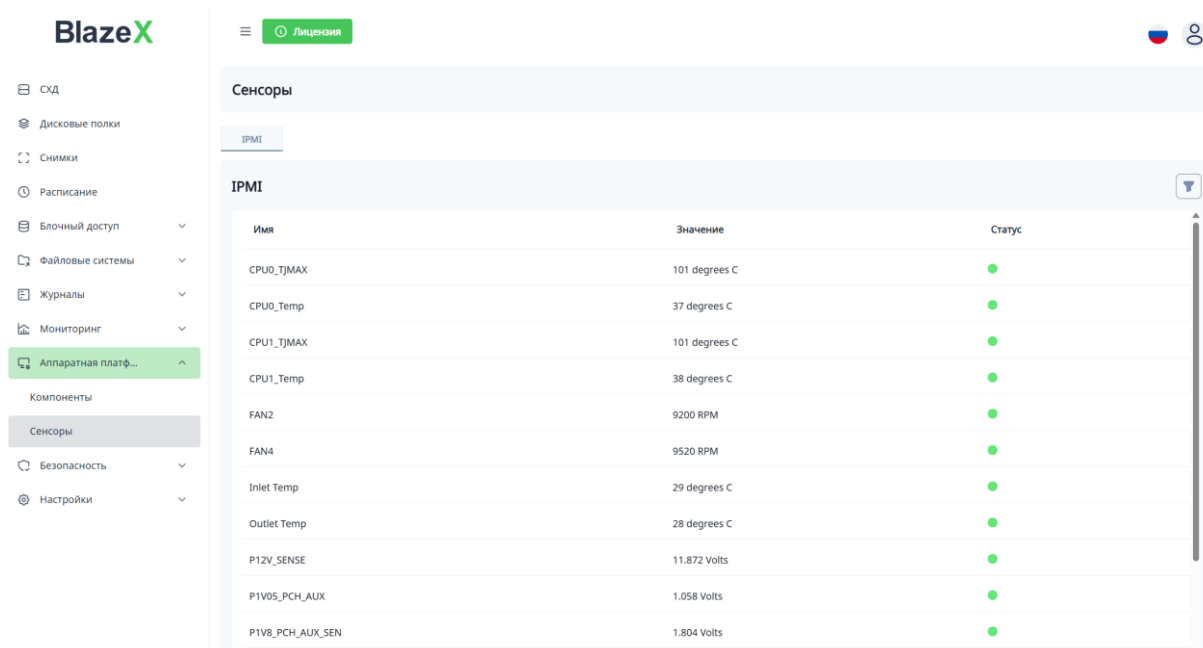 BlazeX
Лицензия
СХД
Дисковые полки
Снимки
Расписание
Блочный доступ
Файловые системы
Журналы
Мониторинг
Аппаратная платф...
Компоненты
Сенсоры
Безопасность
Настройки
Сенсоры
IPMI
IPMI
Имя Значение Статус
CPU0_TJMAX 101 degrees C
CPU0_Temp 37 degrees C
CPU1_TJMAX 101 degrees C
CPU1_Temp 38 degrees C
FAN2 9200 RPM
FAN4 9520 RPM
Inlet Temp 29 degrees C
Outlet Temp 28 degrees C
P12V_SENSE 11.872 Volts
P1V05_PCH_AUX 1.058 Volts
P1V8_PCH_AUX_SEN 1.804 Volts